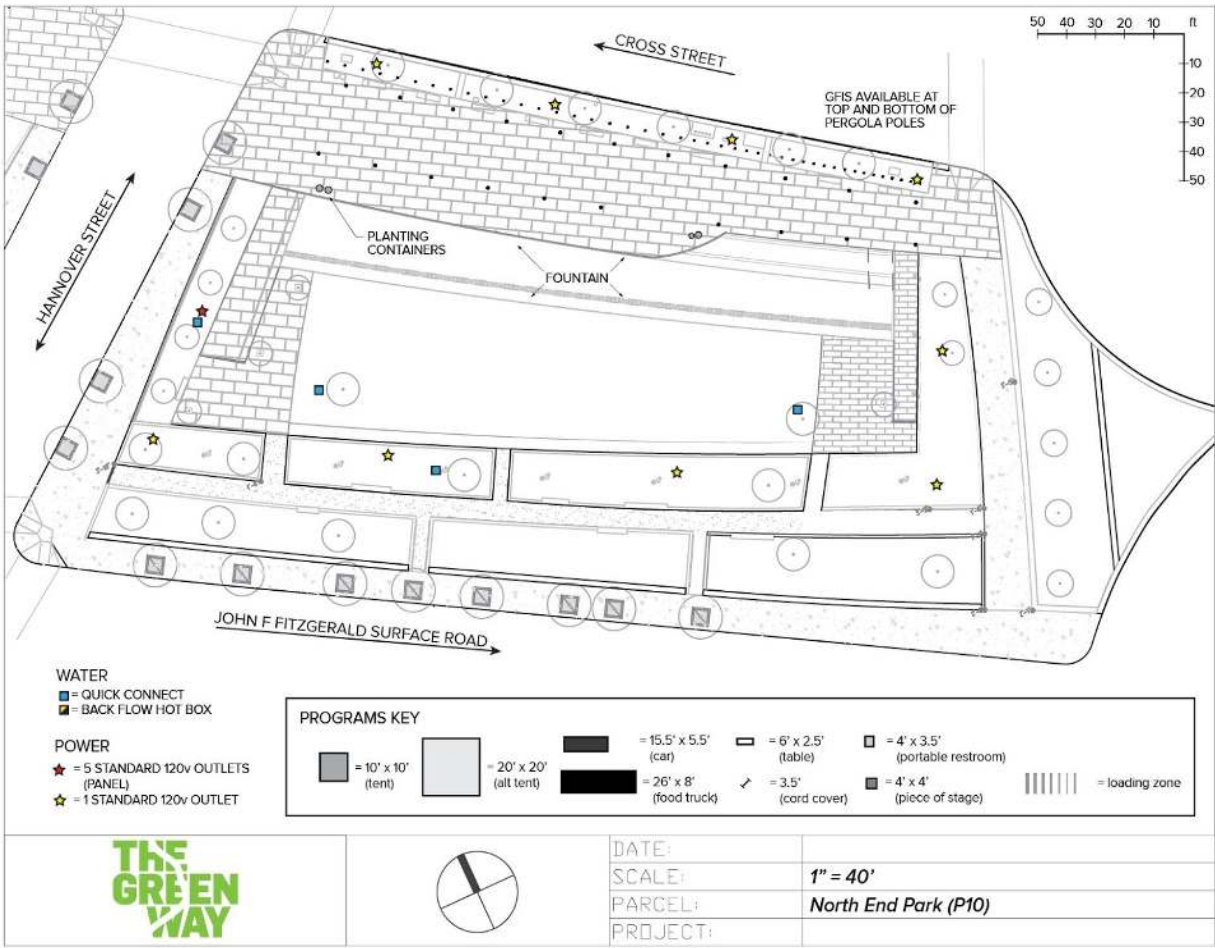 50 40 30 20 10 ft
10
20
30
40
50
CROSS STREET
GFIS AVAILABLE AT
TOP AND BOTTOM OF
PERGOLA POLES
HANNOVER STREET
PLANTING
CONTAINERS
FOUNTAIN
JOHN F FITZGERALD SURFACE ROAD
WATER
= QUICK CONNECT
= BACK FLOW HOT BOX
POWER
= 5 STANDARD 120v OUTLETS
(PANEL)
= 1 STANDARD 120v OUTLET
PROGRAMS KEY
= 10' x 10'
(tent)
= 20' x 20'
(alt tent)
= 15.5' x 5.5'
(car)
= 26' x 8'
(food truck)
= 6' x 2.5'
(table)
= 3.5'
(cord cover)
= 4' x 3.5'
(portable restroom)
= 4' x 4'
(piece of stage)
= loading zone
THE
GREEN
WAY
DATE:
SCALE: 1" = 40'
PARCEL: North End Park (P10)
PROJECT: